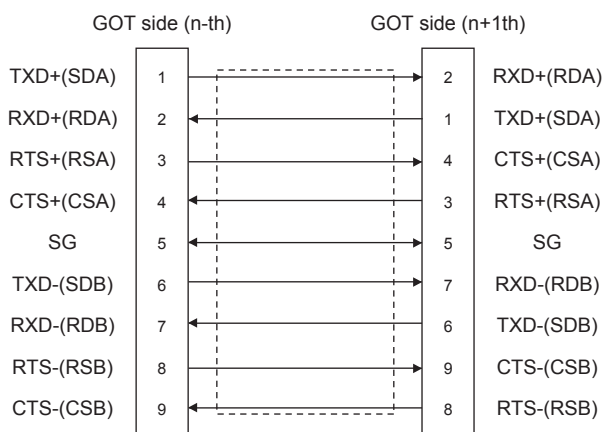 GOT side (n-th) GOT side (n+1th)
TXD+(SDA) 1 2 RXD+(RDA)
RXD+(RDA) 2 1 TXD+(SDA)
RTS+(RSA) 3 4 CTS+(CSA)
CTS+(CSA) 4 3 RTS+(RSA)
SG 5 5 SG
TXD-(SDB) 6 7 RXD-(RDB)
RXD-(RDB) 7 6 TXD-(SDB)
RTS-(RSB) 8 9 CTS-(CSB)
CTS-(CSB) 9 8 RTS-(RSB)